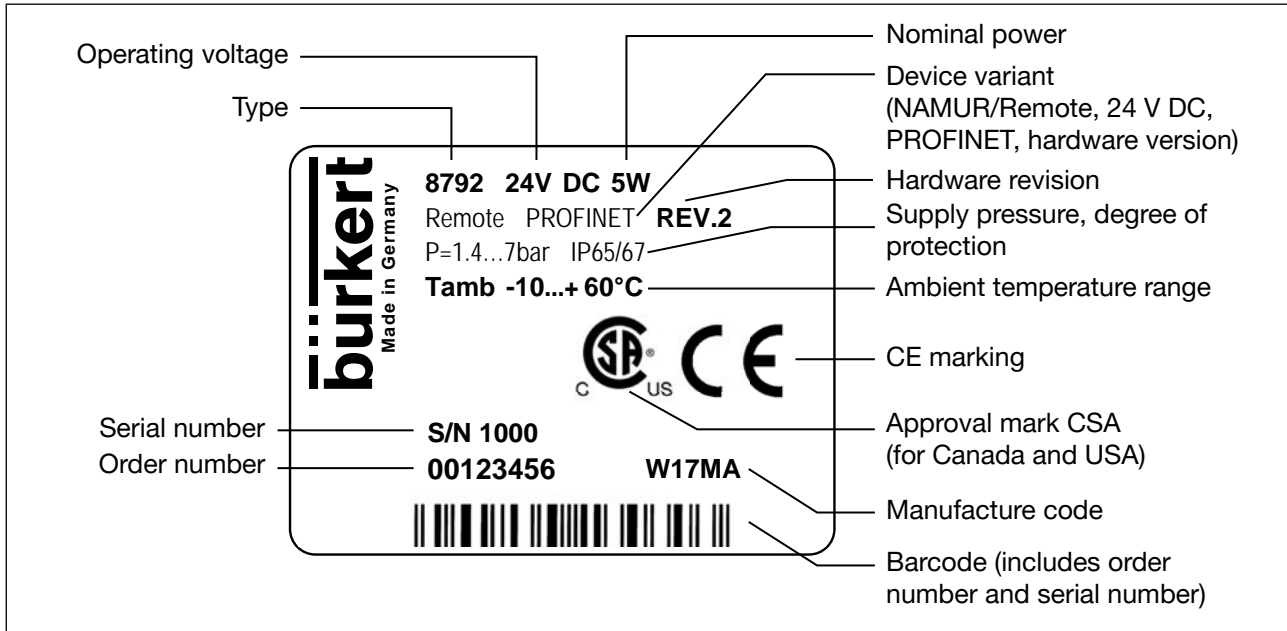 Operating voltage
Type
Nominal power
Device variant
(NAMUR/Remote, 24 V DC,
PROFINET, hardware version)
Hardware revision
Supply pressure, degree of
protection
Ambient temperature range
CE marking
Approval mark CSA
(for Canada and USA)
Manufacture code
Barcode (includes order
number and serial number)
Serial number
Order number
bürkert
Made in Germany
8792 24V DC 5W
Remote PROFINET REV.2
P=1.4...7bar IP65/67
Tamb -10...+ 60°C
C SA ® US CE
S/N 1000
00123456 W17MA